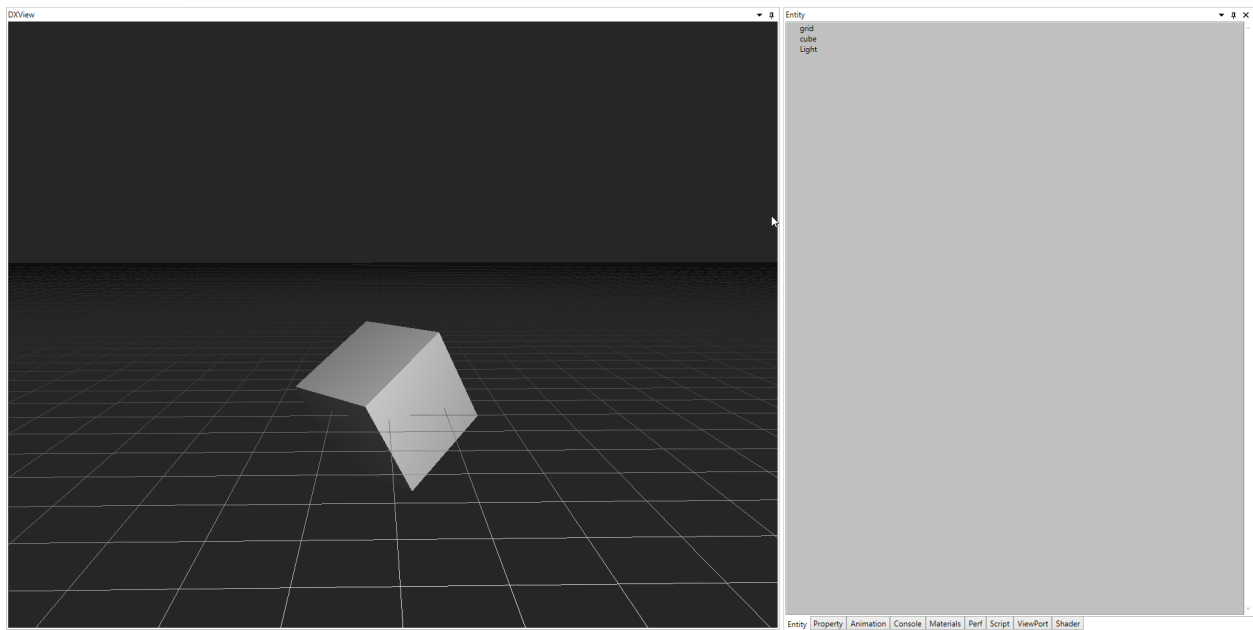 DXView
Entity
grid
cube
Light
Entity Property Animation Console Materials Perf Script ViewPort Shader